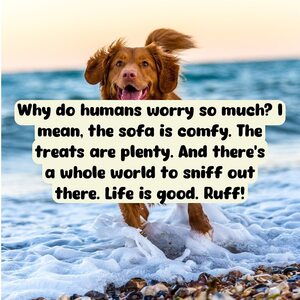 Why do humans worry so much? I
mean, the sofa is comfy. The
treats are plenty. And there's
a whole world to sniff out
there. Life is good. Ruff!